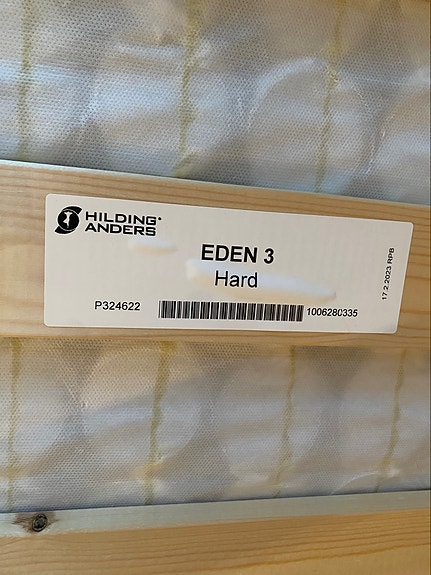 HILDING
ANDERS
EDEN 3
Hard
P324622
1006280335
17.2.2023 RPB